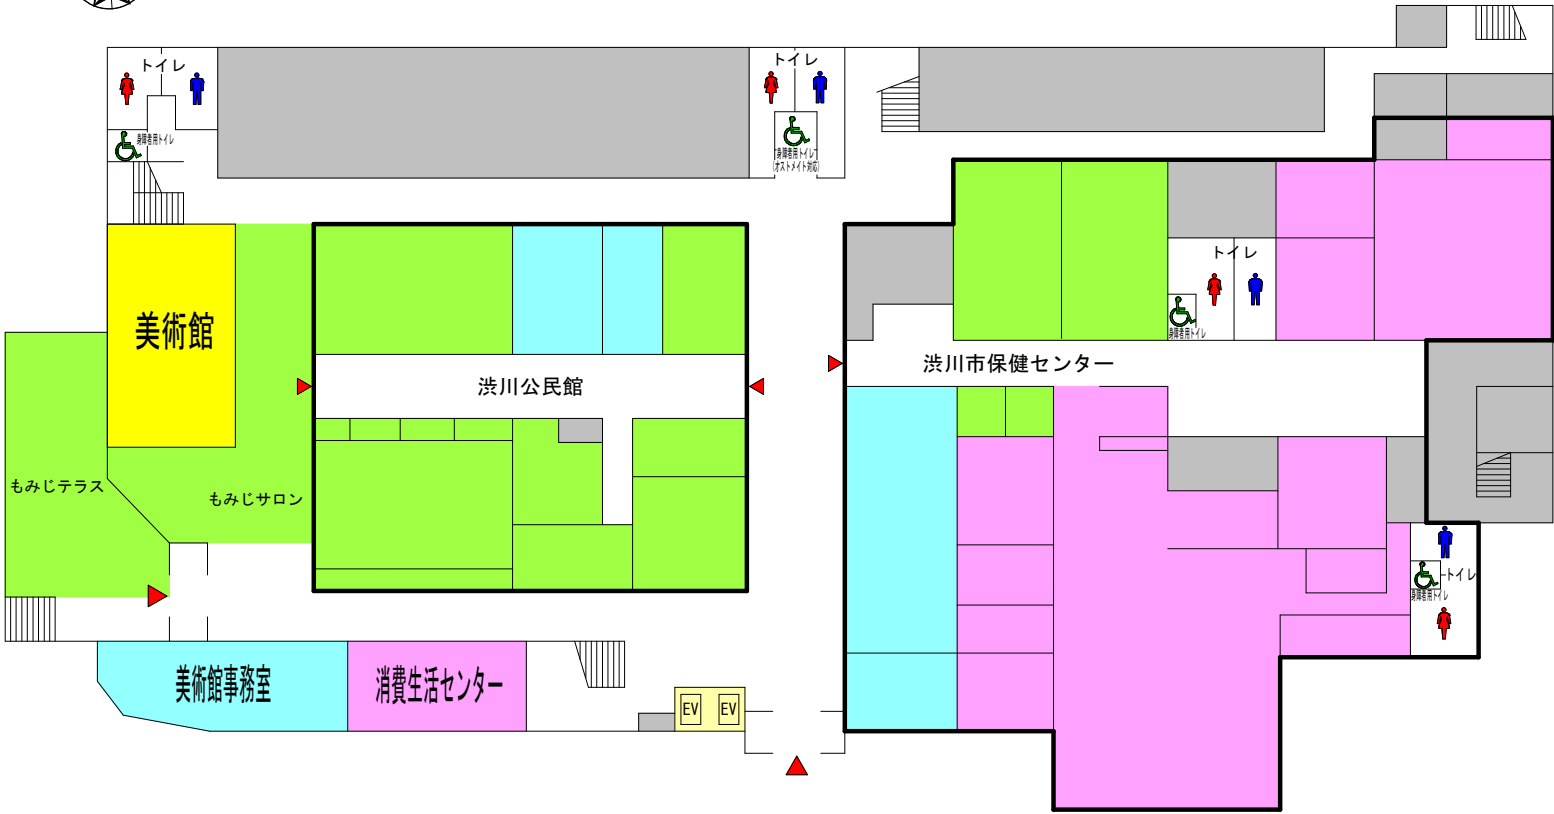 トイレ
トイレ
身障者用トイレ
身障者用トイレ
(オストメイト対応)
トイレ
身障者用トイレ
美術館
渋川公民館
渋川市保健センター
もみじテラス
もみじサロン
トイレ
身障者用トイレ
美術館事務室
消費生活センター
EV
EV